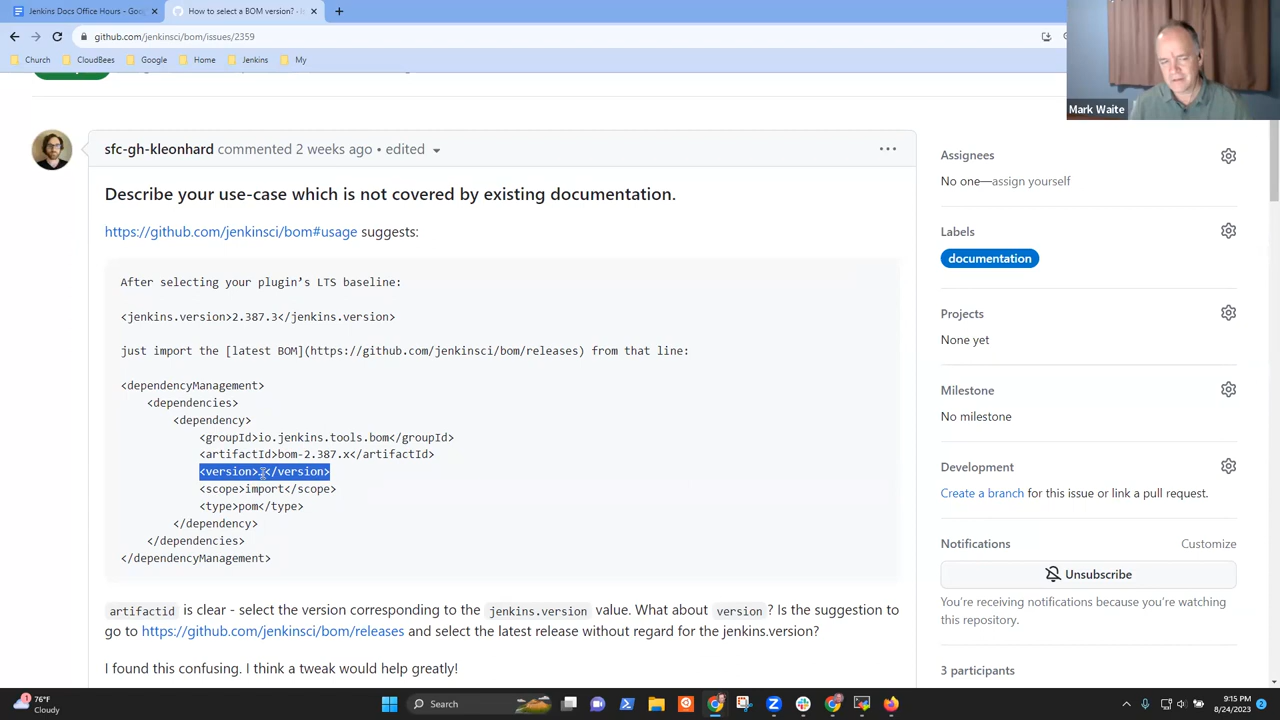 Jenkins Docs Office Hours - Goo
How to select a BOM version? · Is
github.com/jenkinsci/bom/issues/2359
Church
CloudBees
Google
Home
Jenkins
My
Mark Waite
sfc-gh-kleonhard commented 2 weeks ago • edited
Describe your use-case which is not covered by existing documentation.
https://github.com/jenkinsci/bom#usage suggests:
After selecting your plugin’s LTS baseline:
<jenkins.version>2.387.3</jenkins.version>
just import the [latest BOM](https://github.com/jenkinsci/bom/releases) from that line:
<dependencyManagement>
<dependencies>
<dependency>
<groupId>io.jenkins.tools.bom</groupId>
<artifactId>bom-2.387.x</artifactId>
<version>…</version>
<scope>import</scope>
<type>pom</type>
</dependency>
</dependencies>
</dependencyManagement>
artifactid is clear - select the version corresponding to the jenkins.version value. What about version ? Is the suggestion to
go to https://github.com/jenkinsci/bom/releases and select the latest release without regard for the jenkins.version?
I found this confusing. I think a tweak would help greatly!
Assignees
No one—assign yourself
Labels
documentation
Projects
None yet
Milestone
No milestone
Development
Create a branch for this issue or link a pull request.
Notifications
Customize
Unsubscribe
You’re receiving notifications because you’re watching
this repository.
3 participants
76°F
Cloudy
Search
9:15 PM
8/24/2023
2